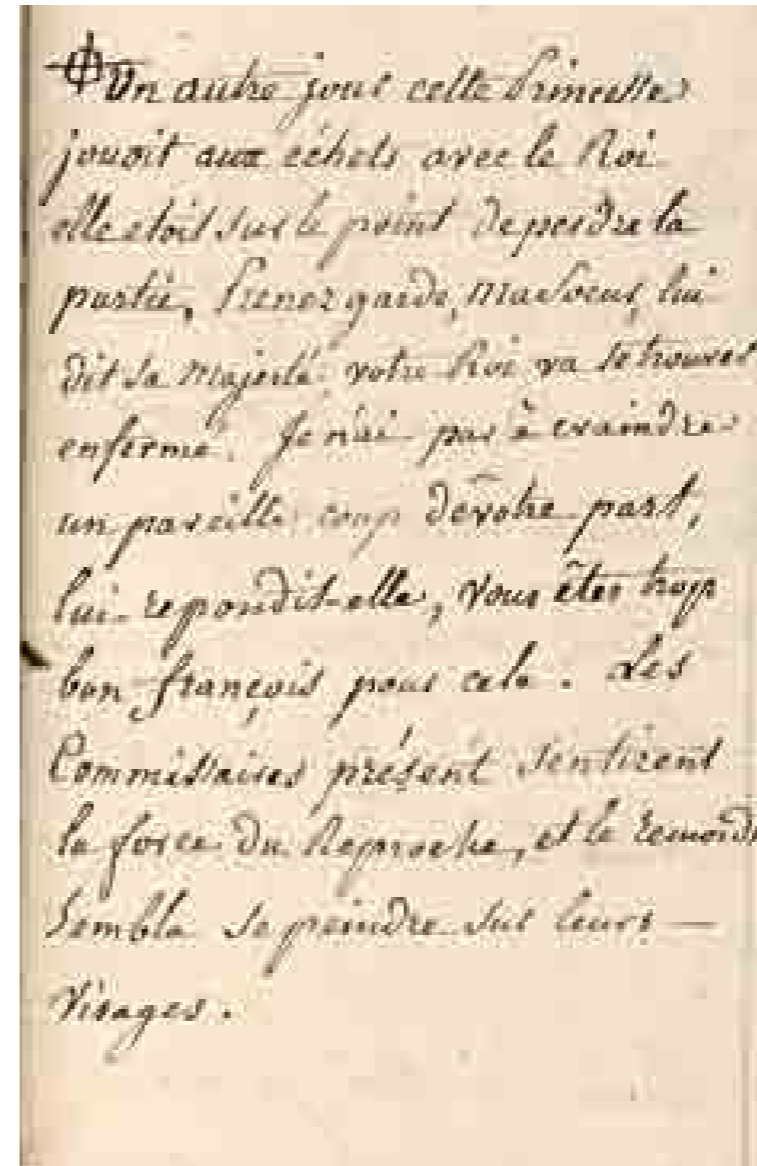 Un autre jour cette Princesse
jouoit aux échets avec le Roi
elle etoit sur le point de perdre la
partie, Prenez garde, ma soeur, lui
dit sa Majesté, votre Roi va se trouver
enfermé. Je n'ai pas à craindre
un pareille coup de votre part,
lui repondit-elle, Vous êtes trop
bon françois pour cela. Les
Commissaires présent sentirent
la force du Reproche, et le remords
sembla se peindre sur leurs —
visages.